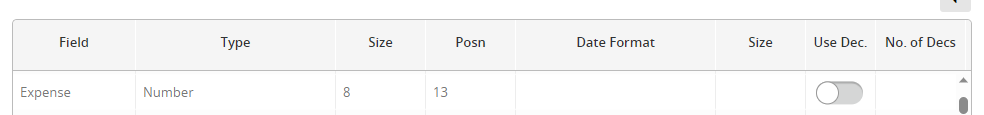 Field Type Size Posn Date Format Size Use Dec. No. of Decs
Expense Number 8 13